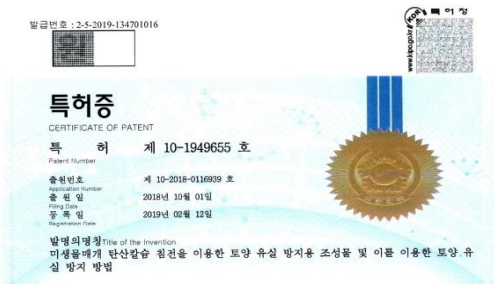 발급번호 : 2-5-2019-134701016
특허청
www.kipo.go.kr
특허증
CERTIFICATE OF PATENT
특 허 제 10-1949655 호
Patent Number
출원번호 제 10-2018-0116939 호
Application Number
출 원 일 2018년 10월 01일
Filing Date
등 록 일 2019년 02월 12일
Registration Date
발명의명칭 Title of the Invention
미생물매개 탄산칼슘 침전을 이용한 토양 유실 방지용 조성물 및 이를 이용한 토양 유
실 방지 방법